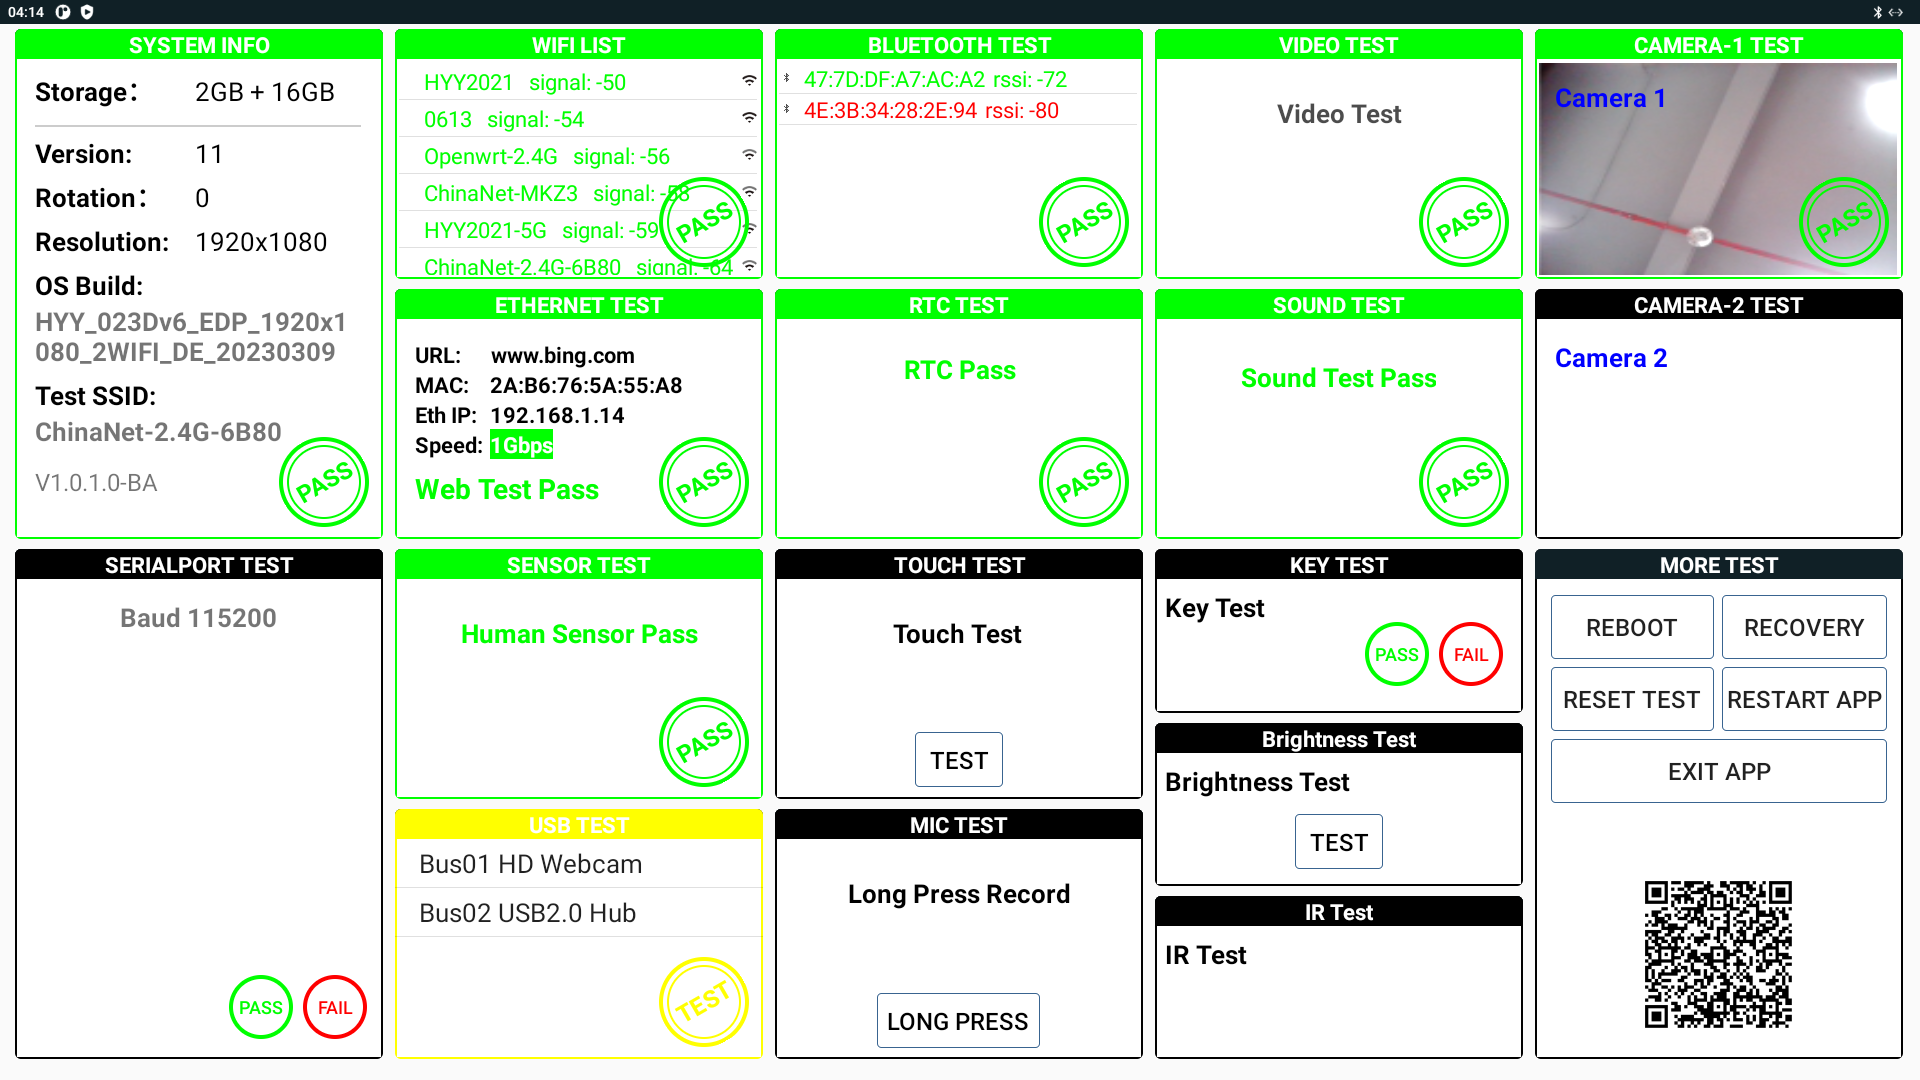 04:14
SYSTEM INFO
Storage: 2GB + 16GB
Version: 11
Rotation: 0
Resolution: 1920x1080
OS Build:
HYY_023Dv6_EDP_1920x1
080_2WIFI_DE_20230309
Test SSID:
ChinaNet-2.4G-6B80
V1.0.1.0-BA
PASS
WIFI LIST
HYY2021 signal: -50
0613 signal: -54
Openwrt-2.4G signal: -56
ChinaNet-MKZ3 signal: -58
HYY2021-5G signal: -59
ChinaNet-2.4G-6B80 signal: -64
PASS
BLUETOOTH TEST
47:7D:DF:A7:AC:A2 rssi: -72
4E:3B:34:28:2E:94 rssi: -80
PASS
VIDEO TEST
Video Test
PASS
CAMERA-1 TEST
Camera 1
PASS
ETHERNET TEST
URL: www.bing.com
MAC: 2A:B6:76:5A:55:A8
Eth IP: 192.168.1.14
Speed: 1Gbps
Web Test Pass
PASS
RTC TEST
RTC Pass
PASS
SOUND TEST
Sound Test Pass
PASS
CAMERA-2 TEST
Camera 2
SERIALPORT TEST
Baud 115200
PASS FAIL
SENSOR TEST
Human Sensor Pass
PASS
USB TEST
Bus01 HD Webcam
Bus02 USB2.0 Hub
TEST
TOUCH TEST
Touch Test
TEST
MIC TEST
Long Press Record
LONG PRESS
KEY TEST
Key Test
PASS FAIL
Brightness Test
Brightness Test
TEST
IR Test
IR Test
MORE TEST
REBOOT RECOVERY
RESET TEST RESTART APP
EXIT APP